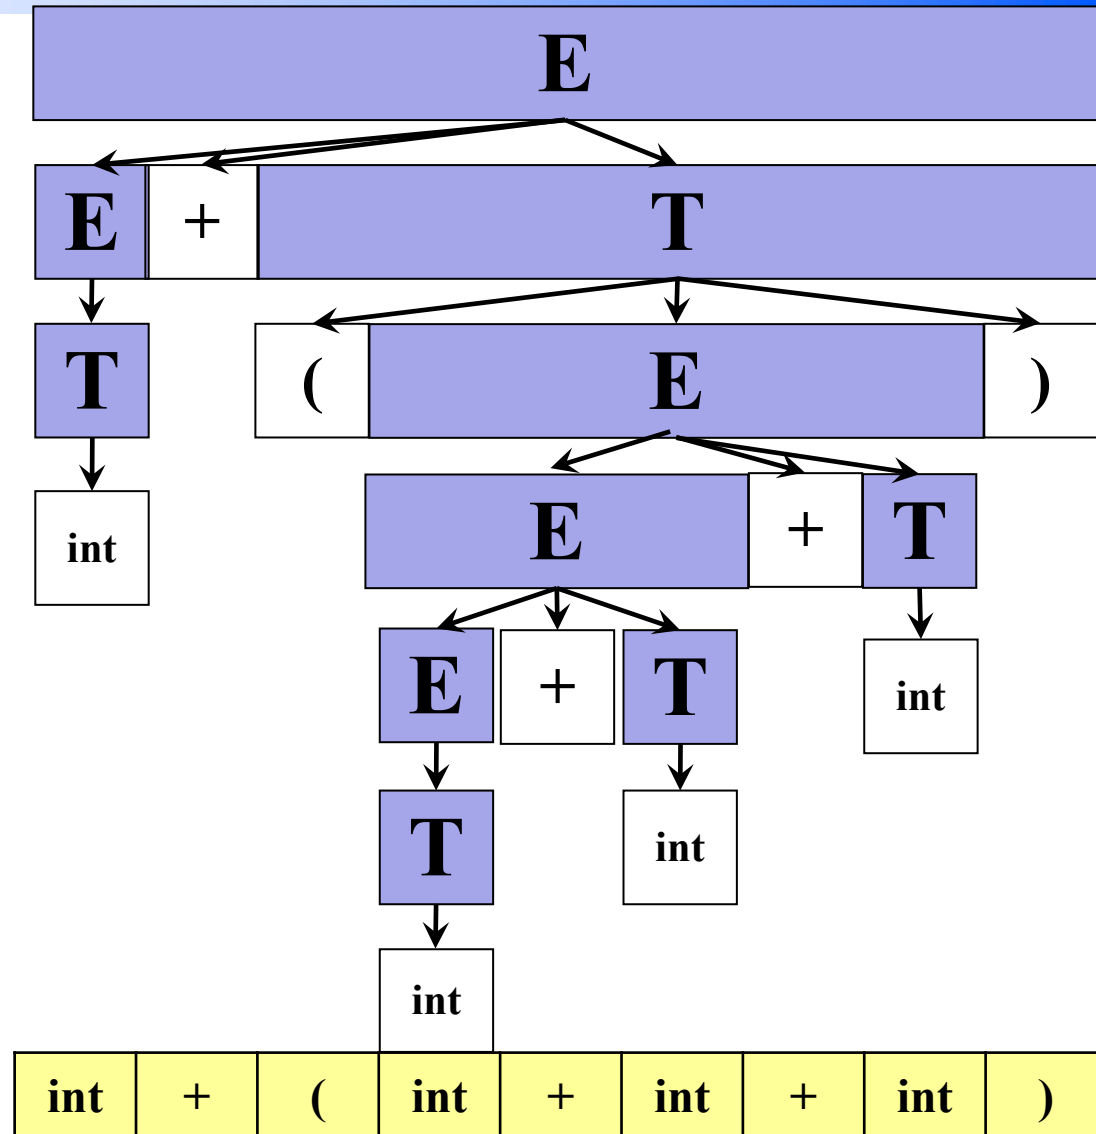 E
E + T
T ( E )
int E + T
E + T int
T int
int
int + ( int + int + int )